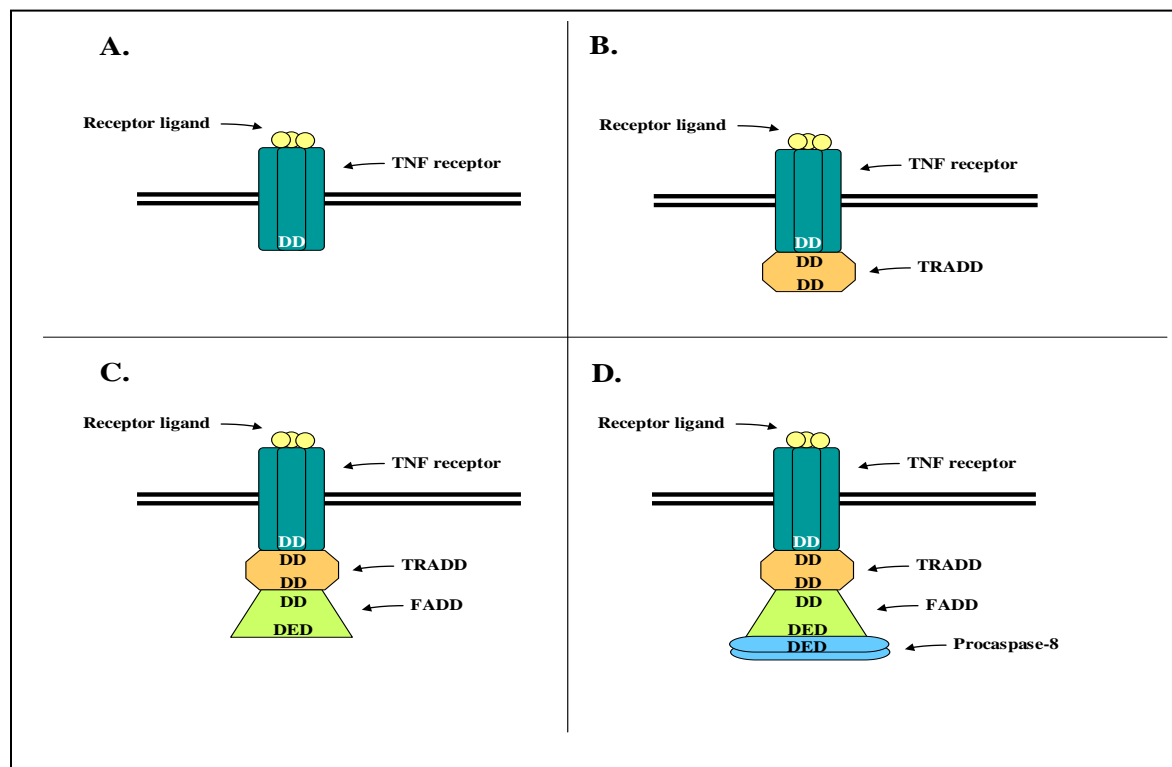 A.
Receptor ligand
TNF receptor
DD
B.
Receptor ligand
TNF receptor
DD
DD
TRADD
DD
C.
Receptor ligand
TNF receptor
DD
DD
TRADD
DD
DD
FADD
DED
D.
Receptor ligand
TNF receptor
DD
DD
TRADD
DD
DD
FADD
DED
DED
Procaspase-8